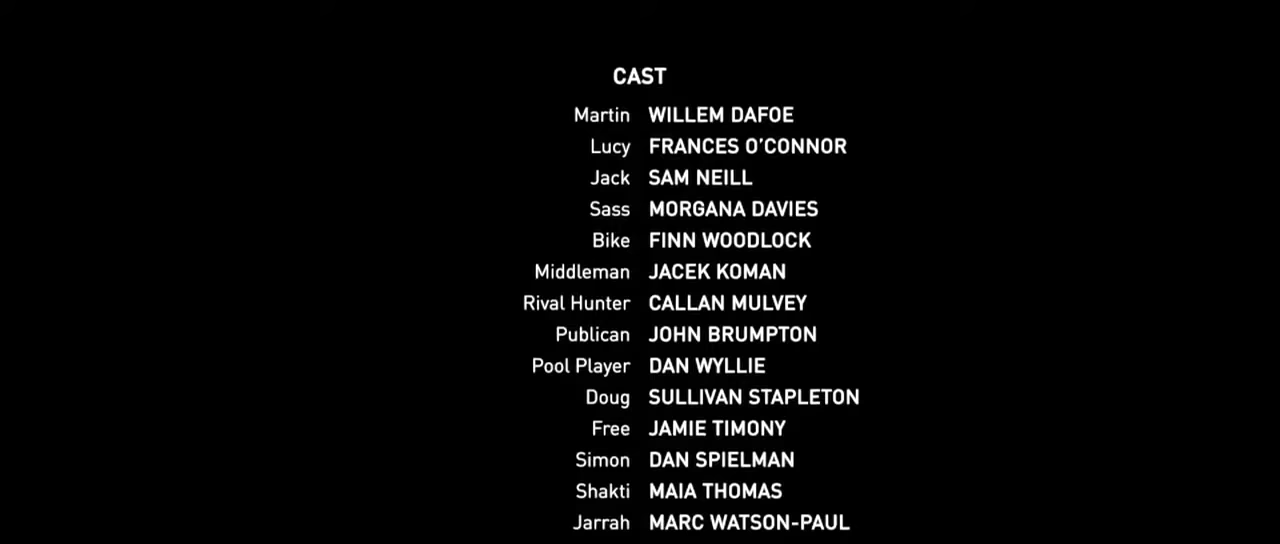 CAST
Martin WILLEM DAFOE
Lucy FRANCES O'CONNOR
Jack SAM NEILL
Sass MORGANA DAVIES
Bike FINN WOODLOCK
Middleman JACEK KOMAN
Rival Hunter CALLAN MULVEY
Publican JOHN BRUMPTON
Pool Player DAN WYLLIE
Doug SULLIVAN STAPLETON
Free JAMIE TIMONY
Simon DAN SPIELMAN
Shakti MAIA THOMAS
Jarrah MARC WATSON-PAUL